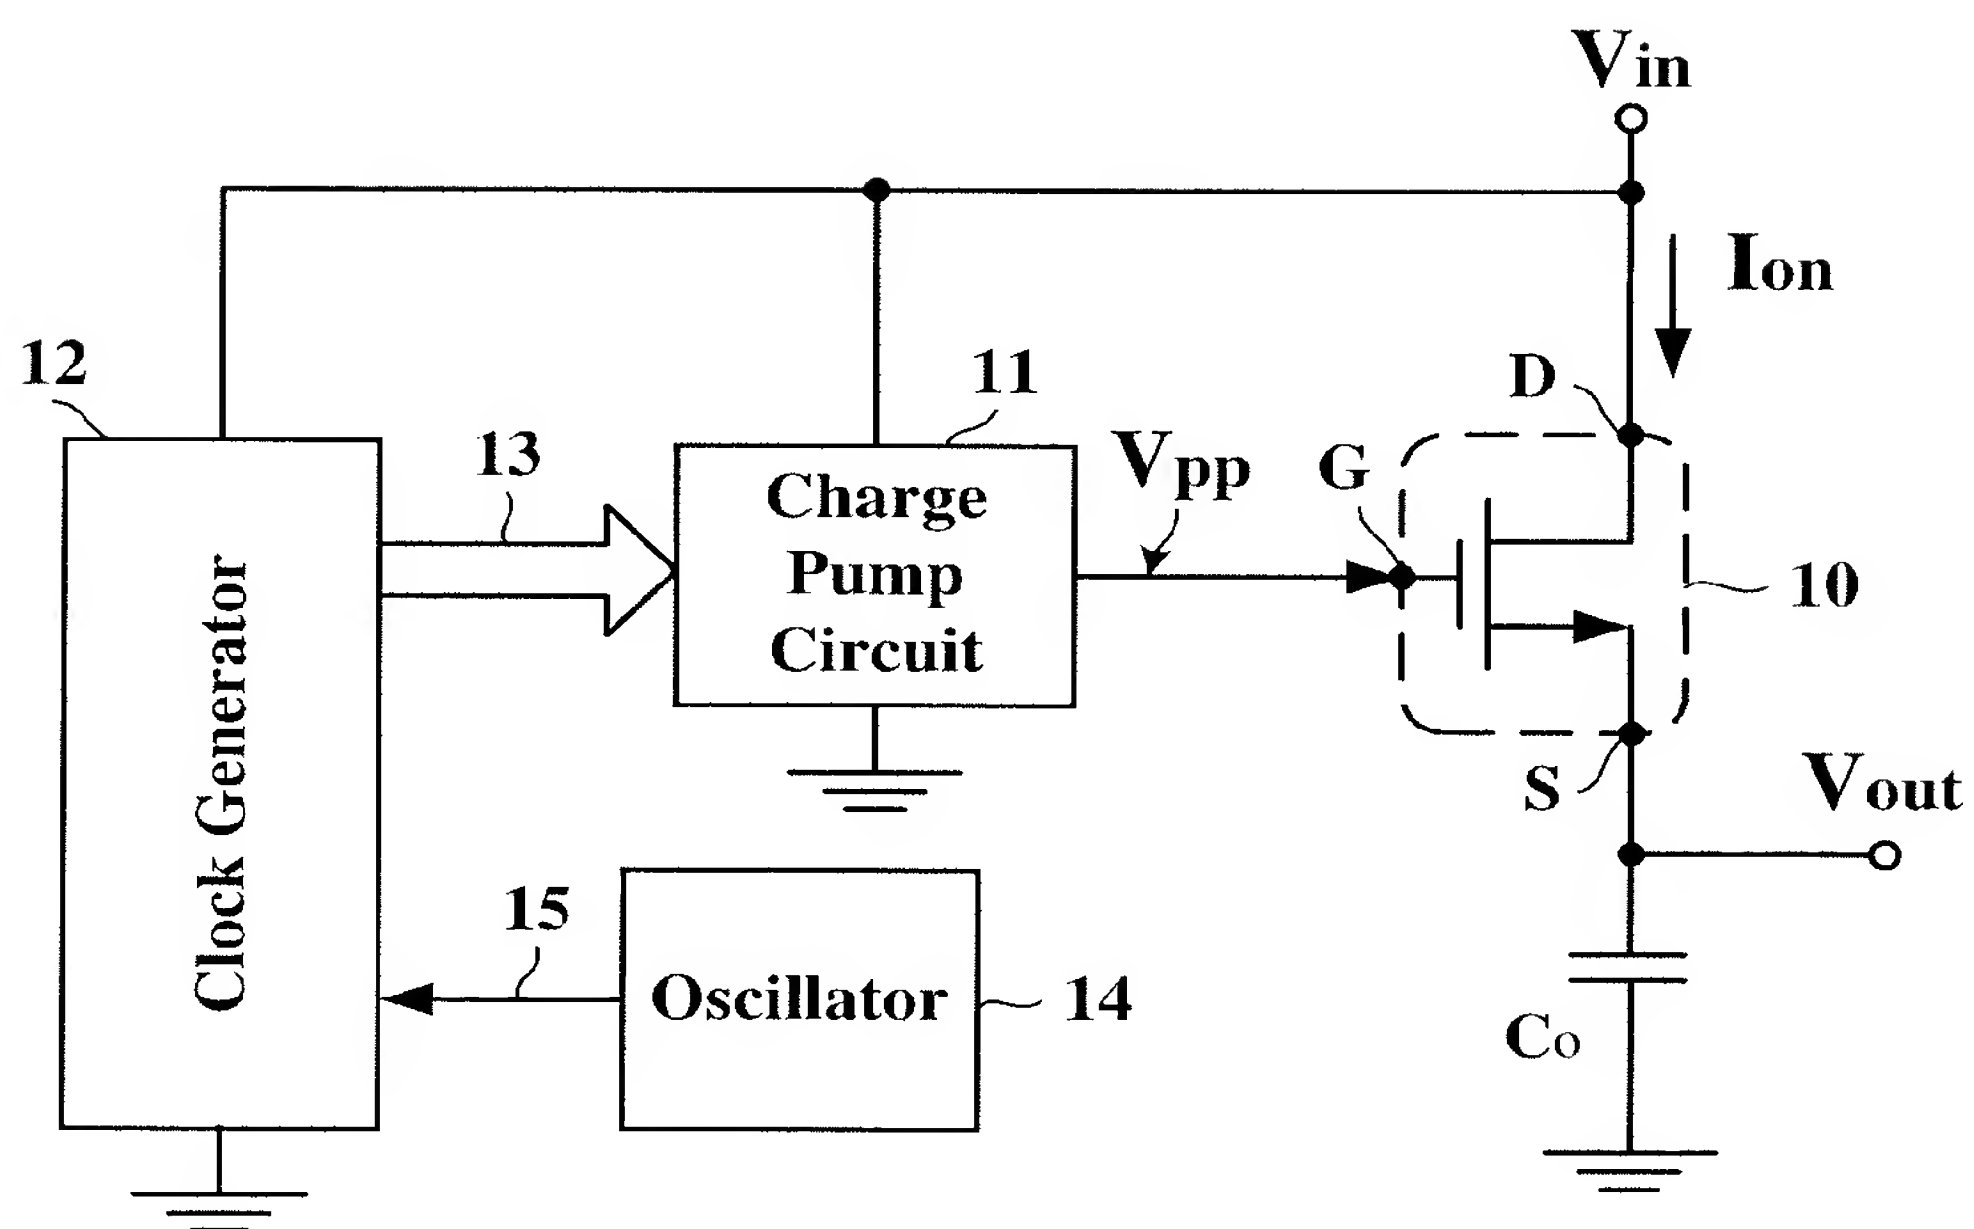 Vin
Ion
12
11
D
13
Vpp
G
Charge
Pump
Circuit
10
Clock Generator
S
Vout
15
Oscillator
14
Co